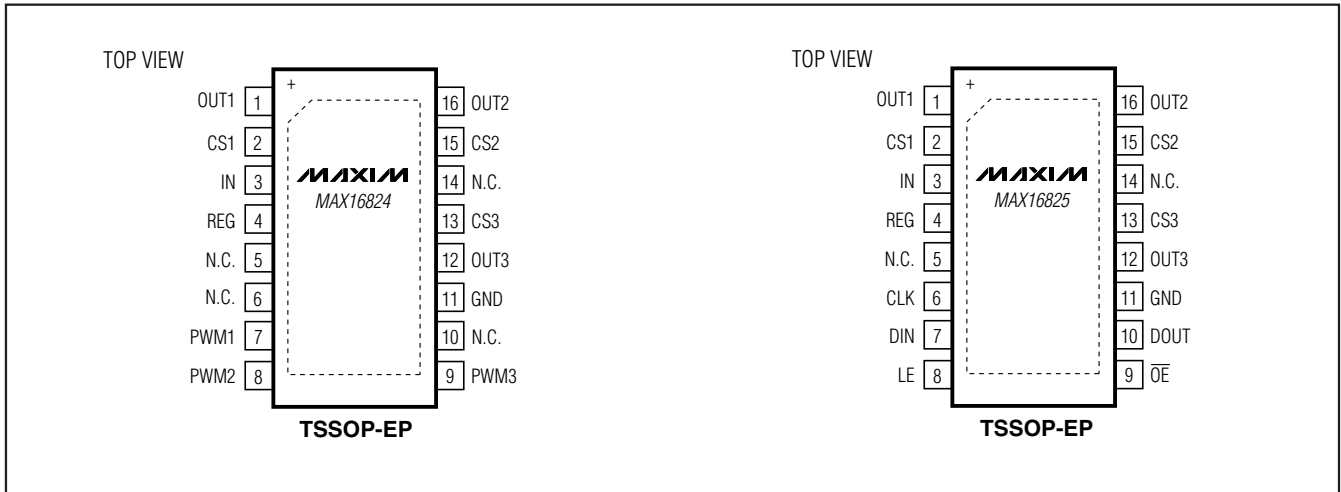 TOP VIEW
+
OUT1 1
CS1 2
IN 3
REG 4
N.C. 5
N.C. 6
PWM1 7
PWM2 8
16 OUT2
15 CS2
14 N.C.
13 CS3
12 OUT3
11 GND
10 N.C.
9 PWM3
MAXIM
MAX16824
TSSOP-EP
TOP VIEW
+
OUT1 1
CS1 2
IN 3
REG 4
N.C. 5
CLK 6
DIN 7
LE 8
16 OUT2
15 CS2
14 N.C.
13 CS3
12 OUT3
11 GND
10 DOUT
9 O̅E̅
MAXIM
MAX16825
TSSOP-EP